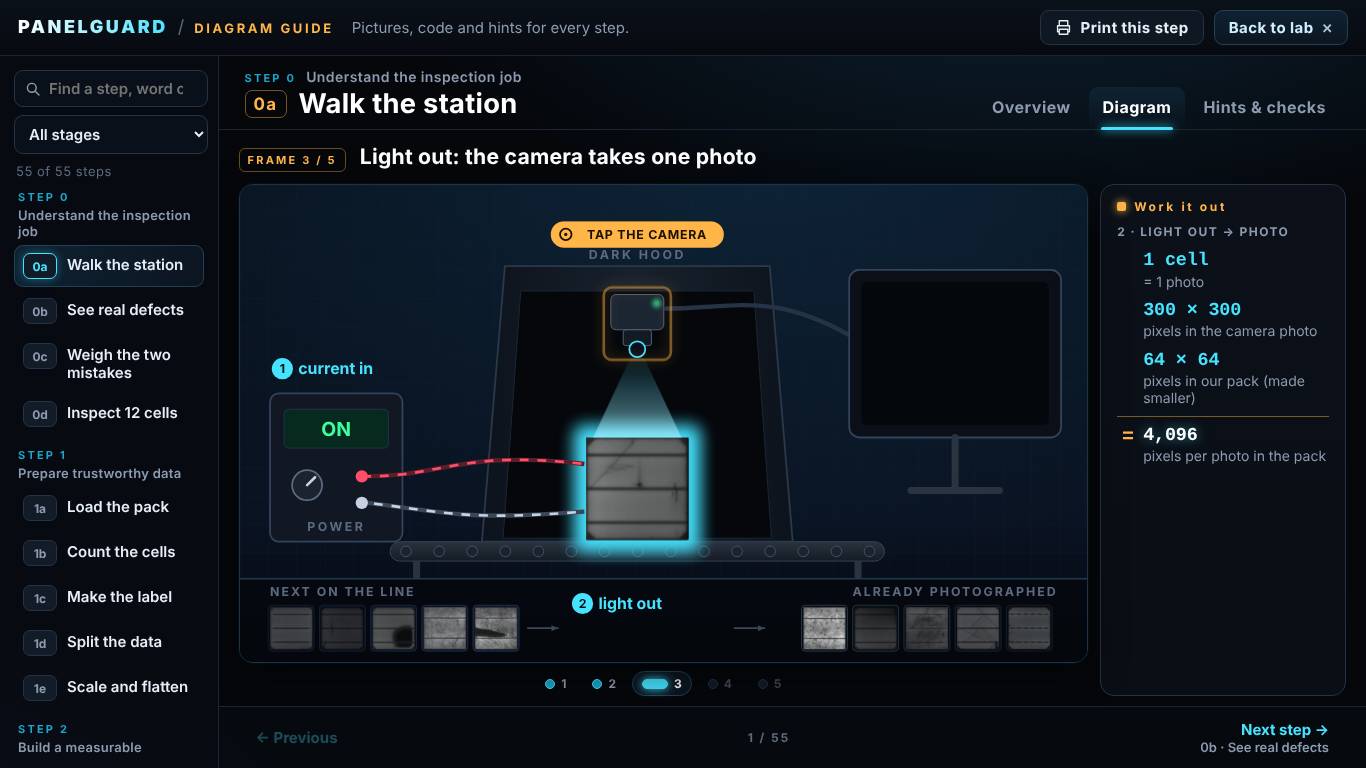 PANELGUARD / DIAGRAM GUIDE Pictures, code and hints for every step.
Print this step
Back to lab ×
Find a step, word c
All stages
55 of 55 steps
STEP 0
Understand the inspection
job
0a Walk the station
0b See real defects
0c Weigh the two
mistakes
0d Inspect 12 cells
STEP 1
Prepare trustworthy data
1a Load the pack
1b Count the cells
1c Make the label
1d Split the data
1e Scale and flatten
STEP 2
Build a measurable
STEP 0 Understand the inspection job
0a Walk the station
Overview
Diagram
Hints & checks
FRAME 3 / 5 Light out: the camera takes one photo
TAP THE CAMERA
DARK HOOD
1 current in
ON
POWER
NEXT ON THE LINE
2 light out
ALREADY PHOTOGRAPHED
1 2 3 4 5
Work it out
2 · LIGHT OUT → PHOTO
1 cell
= 1 photo
300 × 300
pixels in the camera photo
64 × 64
pixels in our pack (made
smaller)
= 4,096
pixels per photo in the pack
← Previous
1 / 55
Next step →
0b · See real defects